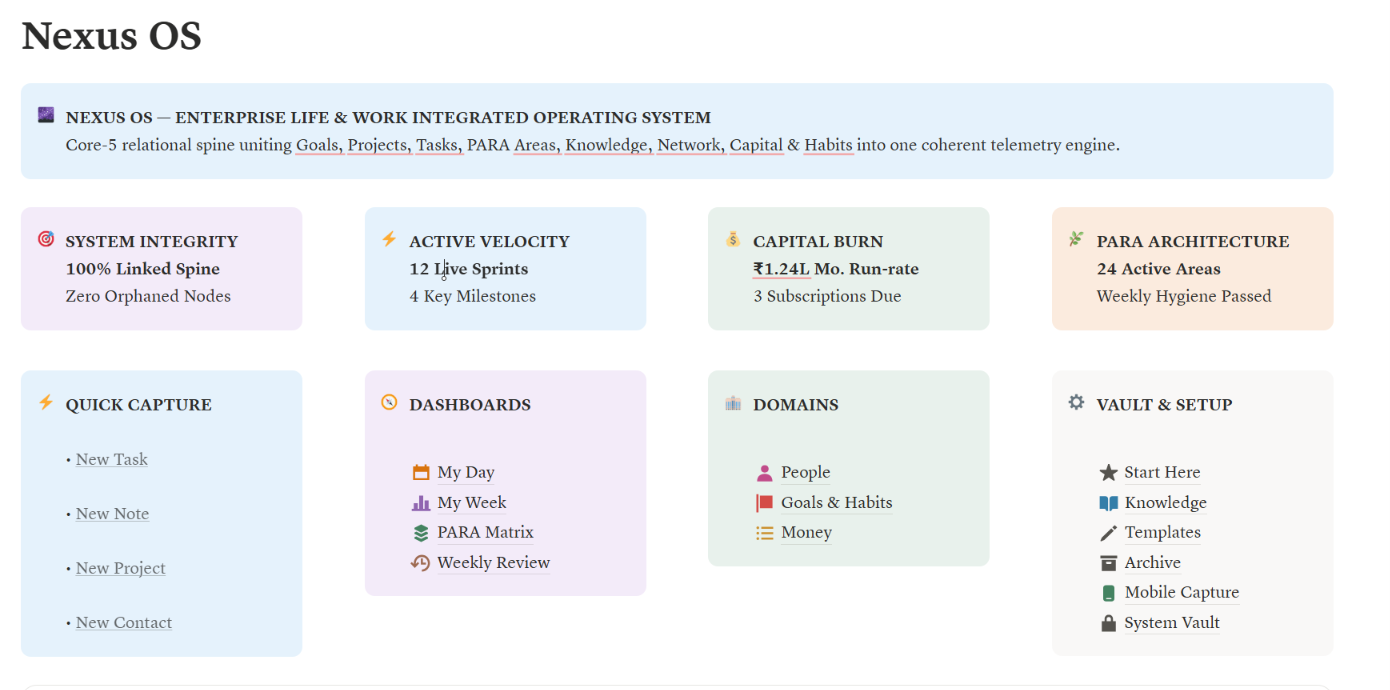 Nexus OS
NEXUS OS — ENTERPRISE LIFE & WORK INTEGRATED OPERATING SYSTEM
Core-5 relational spine uniting Goals, Projects, Tasks, PARA Areas, Knowledge, Network, Capital & Habits into one coherent telemetry engine.
SYSTEM INTEGRITY
100% Linked Spine
Zero Orphaned Nodes
ACTIVE VELOCITY
12 Live Sprints
4 Key Milestones
CAPITAL BURN
₹1.24L Mo. Run-rate
3 Subscriptions Due
PARA ARCHITECTURE
24 Active Areas
Weekly Hygiene Passed
QUICK CAPTURE
• New Task
• New Note
• New Project
• New Contact
DASHBOARDS
My Day
My Week
PARA Matrix
Weekly Review
DOMAINS
People
Goals & Habits
Money
VAULT & SETUP
Start Here
Knowledge
Templates
Archive
Mobile Capture
System Vault